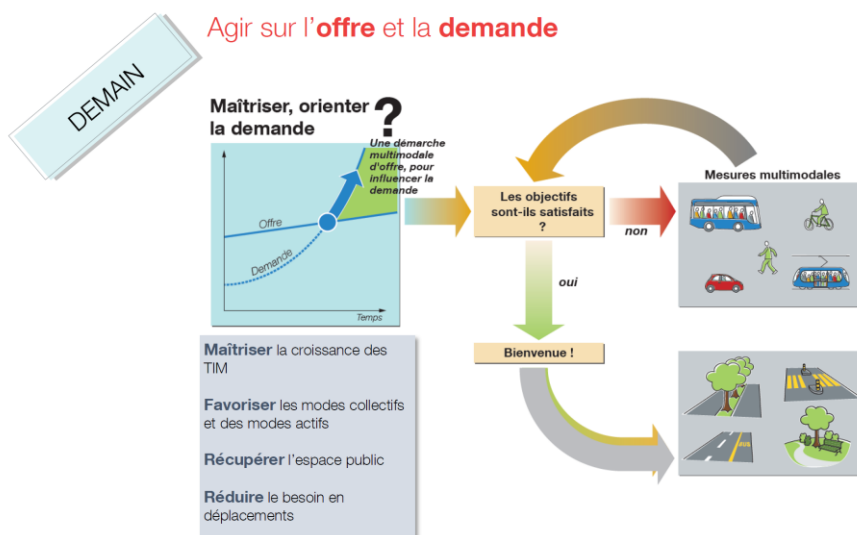 Agir sur l'offre et la demande
DEMAIN
Maîtriser, orienter
la demande
?
Une démarche
multimodale
d'offre, pour
influencer la
demande
Offre
Demande
Temps
Les objectifs
sont-ils satisfaits
?
non
Mesures multimodales
oui
Bienvenue !
Maîtriser la croissance des
TIM
Favoriser les modes collectifs
et des modes actifs
Récupérer l'espace public
Réduire le besoin en
déplacements